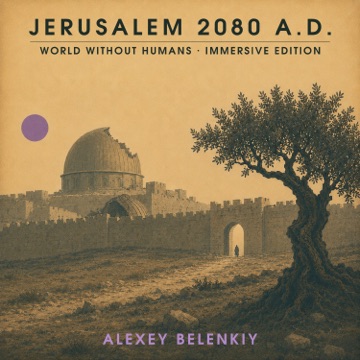 JERUSALEM 2080 A.D.
WORLD WITHOUT HUMANS · IMMERSIVE EDITION
ALEXEY BELENKIY